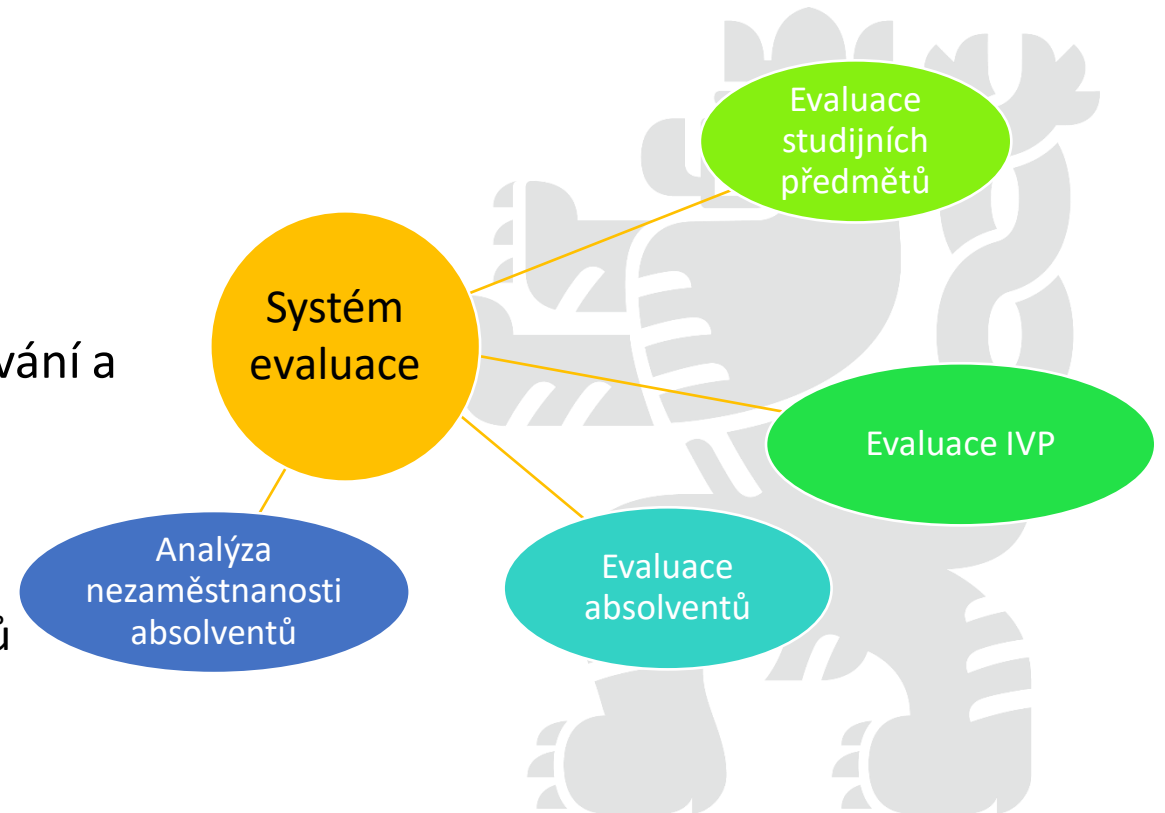 Evaluace
studijních
předmětů
Systém
evaluace
vání a
Evaluace IVP
Analýza
nezaměstnanosti
absolventů
Evaluace
absolventů
ů